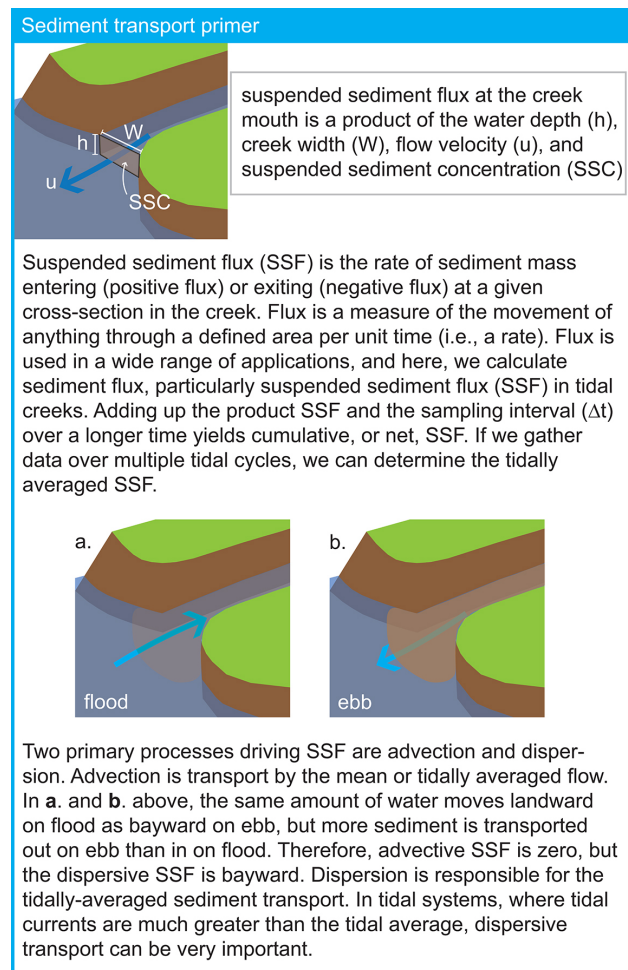 Sediment transport primer
suspended sediment flux at the creek
mouth is a product of the water depth (h),
creek width (W), flow velocity (u), and
suspended sediment concentration (SSC)
W
h
u
SSC
Suspended sediment flux (SSF) is the rate of sediment mass
entering (positive flux) or exiting (negative flux) at a given
cross-section in the creek. Flux is a measure of the movement of
anything through a defined area per unit time (i.e., a rate). Flux is
used in a wide range of applications, and here, we calculate
sediment flux, particularly suspended sediment flux (SSF) in tidal
creeks. Adding up the product SSF and the sampling interval (Δt)
over a longer time yields cumulative, or net, SSF. If we gather
data over multiple tidal cycles, we can determine the tidally
averaged SSF.
a.
flood
b.
ebb
Two primary processes driving SSF are advection and disper-
sion. Advection is transport by the mean or tidally averaged flow.
In a. and b. above, the same amount of water moves landward
on flood as bayward on ebb, but more sediment is transported
out on ebb than in on flood. Therefore, advective SSF is zero, but
the dispersive SSF is bayward. Dispersion is responsible for the
tidally-averaged sediment transport. In tidal systems, where tidal
currents are much greater than the tidal average, dispersive
transport can be very important.